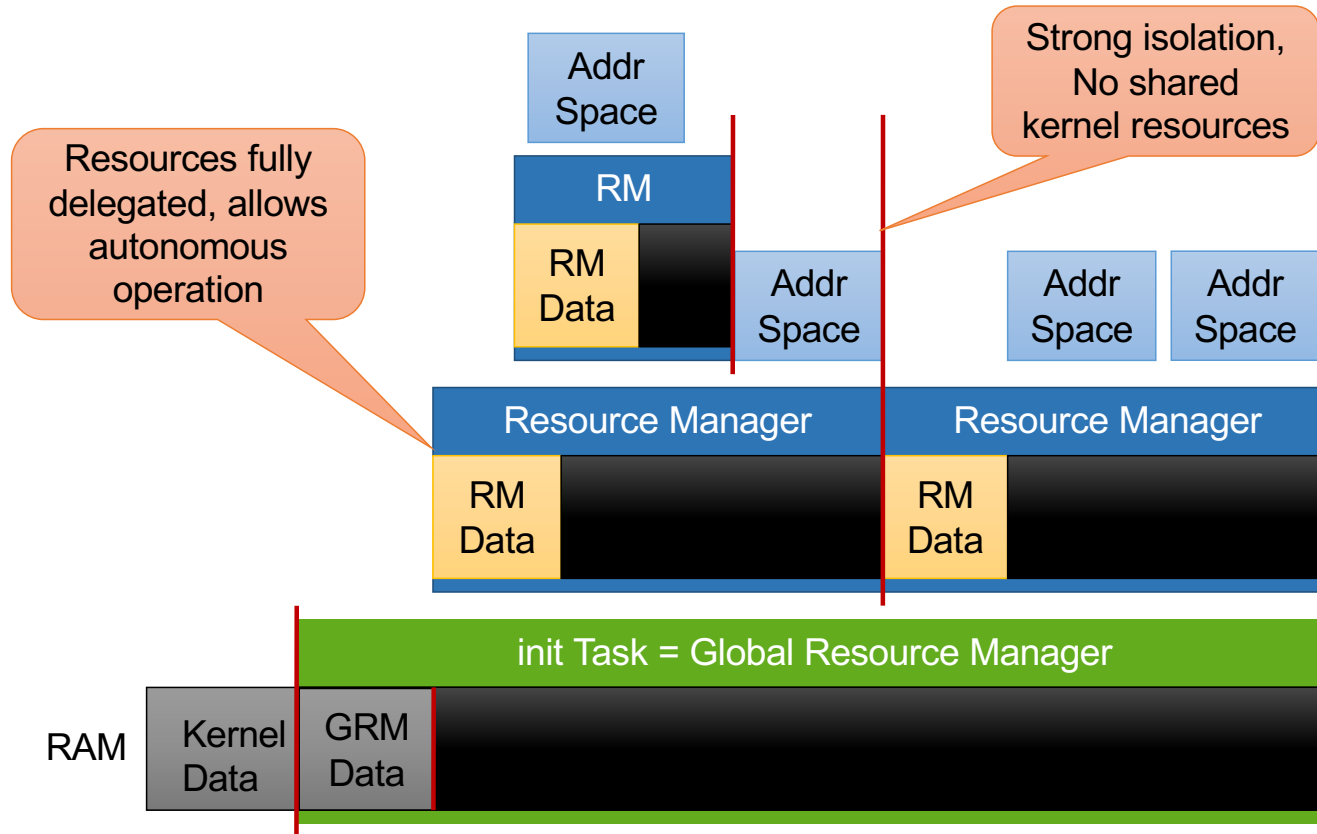 Addr
Space
Strong isolation,
No shared
kernel resources
Resources fully
delegated, allows
autonomous
operation
RM
RM
Data
Addr
Space
Addr
Space
Addr
Space
Resource Manager
Resource Manager
RM
Data
RM
Data
init Task = Global Resource Manager
RAM
Kernel
Data
GRM
Data